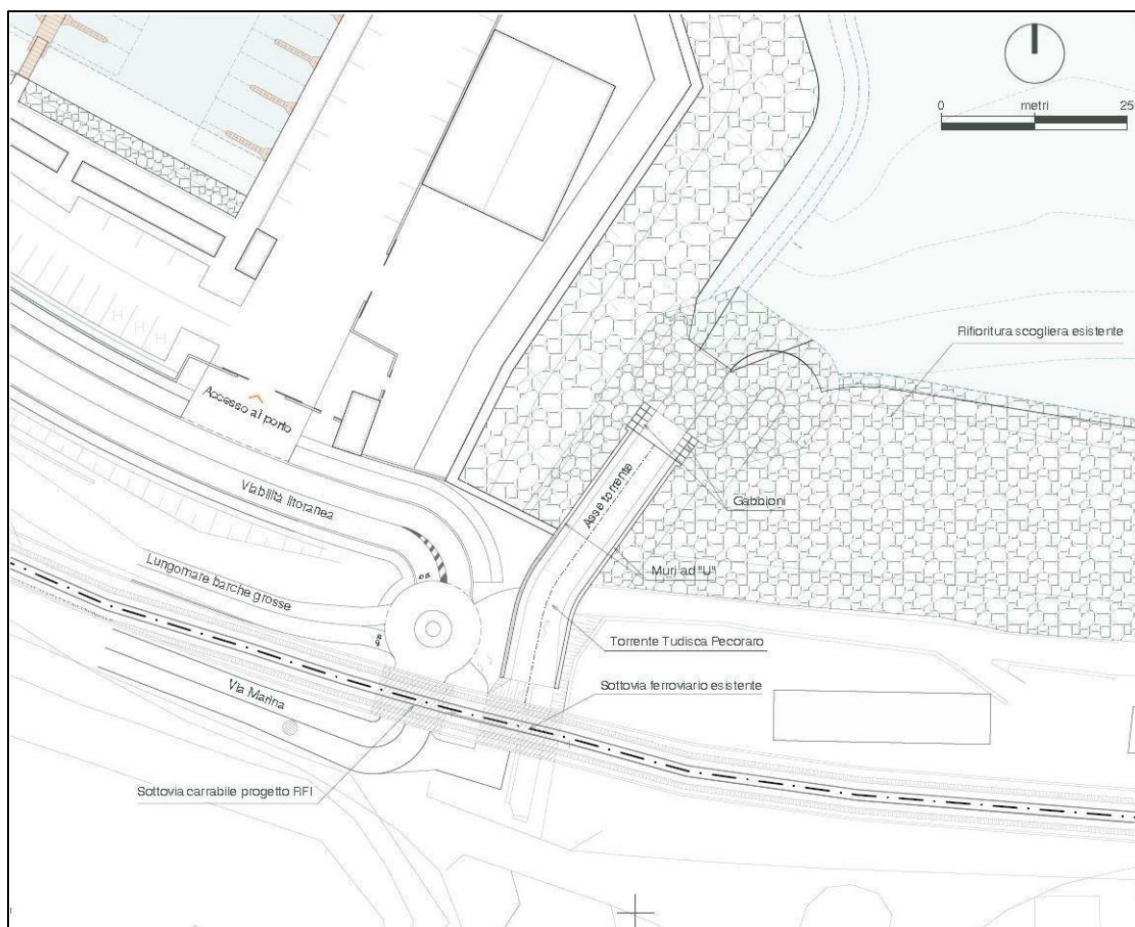 0 metri 25
Rifioritura scogliera esistente
Accesso al porto
Viabilità litoranea
Asse torrente
Gabbioni
Muri ad "U"
Lungomare barche grosse
Torrente Tudisca Pecoraro
Sottovia ferroviario esistente
Via Marina
Sottovia carrabile progetto RFI